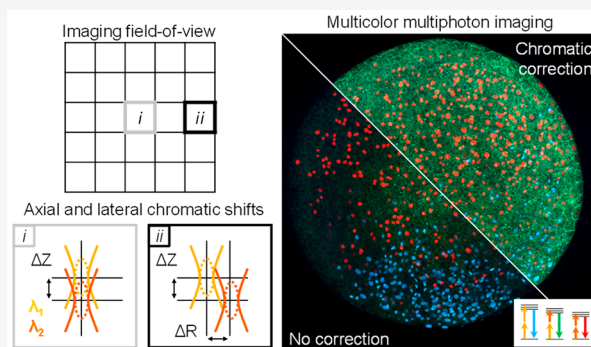 Imaging field-of-view
i
ii
Axial and lateral chromatic shifts
i
ΔZ
λ1
λ2
ii
ΔZ
ΔR
Multicolor multiphoton imaging
Chromatic
correction
No correction